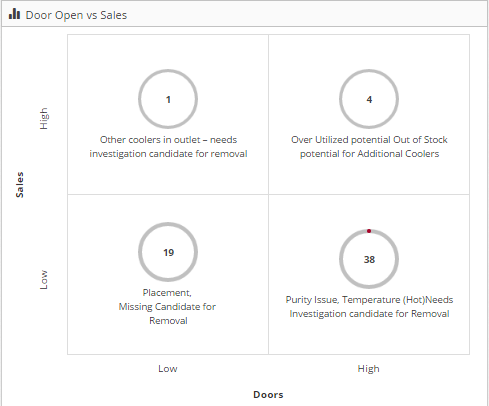 Door Open vs Sales
High
1
Other coolers in outlet – needs
investigation candidate for removal
4
Over Utilized potential Out of Stock
potential for Additional Coolers
Sales
Low
19
Placement,
Missing Candidate for
Removal
38
Purity Issue, Temperature (Hot)Needs
Investigation candidate for Removal
Low
High
Doors